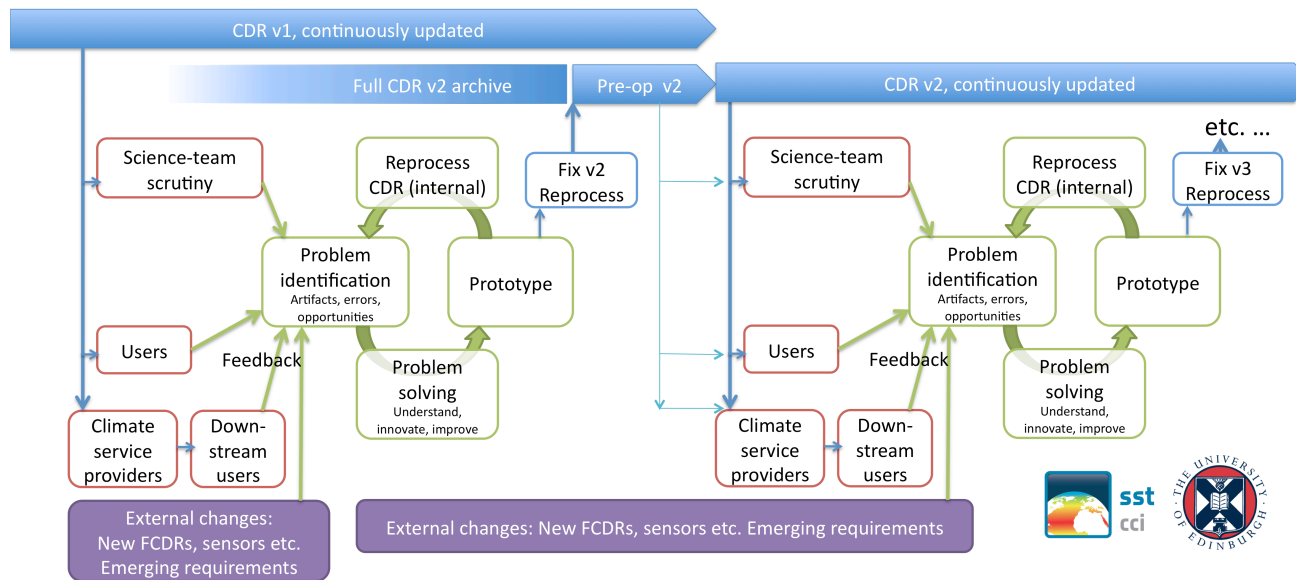 CDR v1, continuously updated
Full CDR v2 archive
Pre-op v2
CDR v2, continuously updated
Science-team
scrutiny
Reprocess
CDR (internal)
Fix v2
Reprocess
Problem
identification
Artifacts, errors,
opportunities
Prototype
Users
Feedback
Problem
solving
Understand,
innovate, improve
Climate
service
providers
Down-
stream
users
External changes:
New FCDRs, sensors etc.
Emerging requirements
Science-team
scrutiny
Reprocess
CDR (internal)
etc. ...
Fix v3
Reprocess
Problem
identification
Artifacts, errors,
opportunities
Prototype
Users
Feedback
Problem
solving
Understand,
innovate, improve
Climate
service
providers
Down-
stream
users
External changes: New FCDRs, sensors etc. Emerging requirements
sst
cci
THE UNIVERSITY
OF EDINBURGH